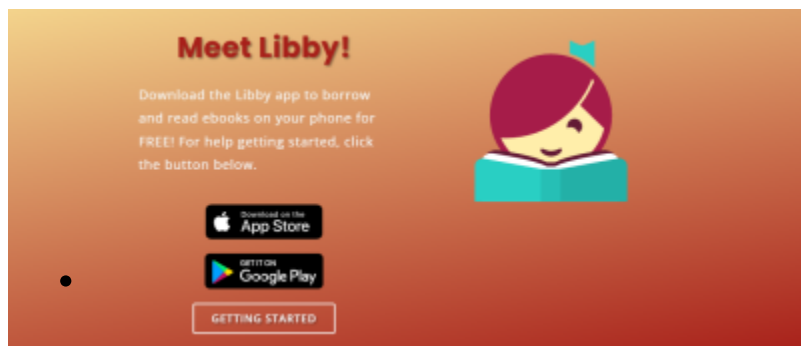 Meet Libby!
Download the Libby app to borrow
and read ebooks on your phone for
FREE! For help getting started, click
the button below.
Download on the
App Store
GET IT ON
Google Play
GETTING STARTED